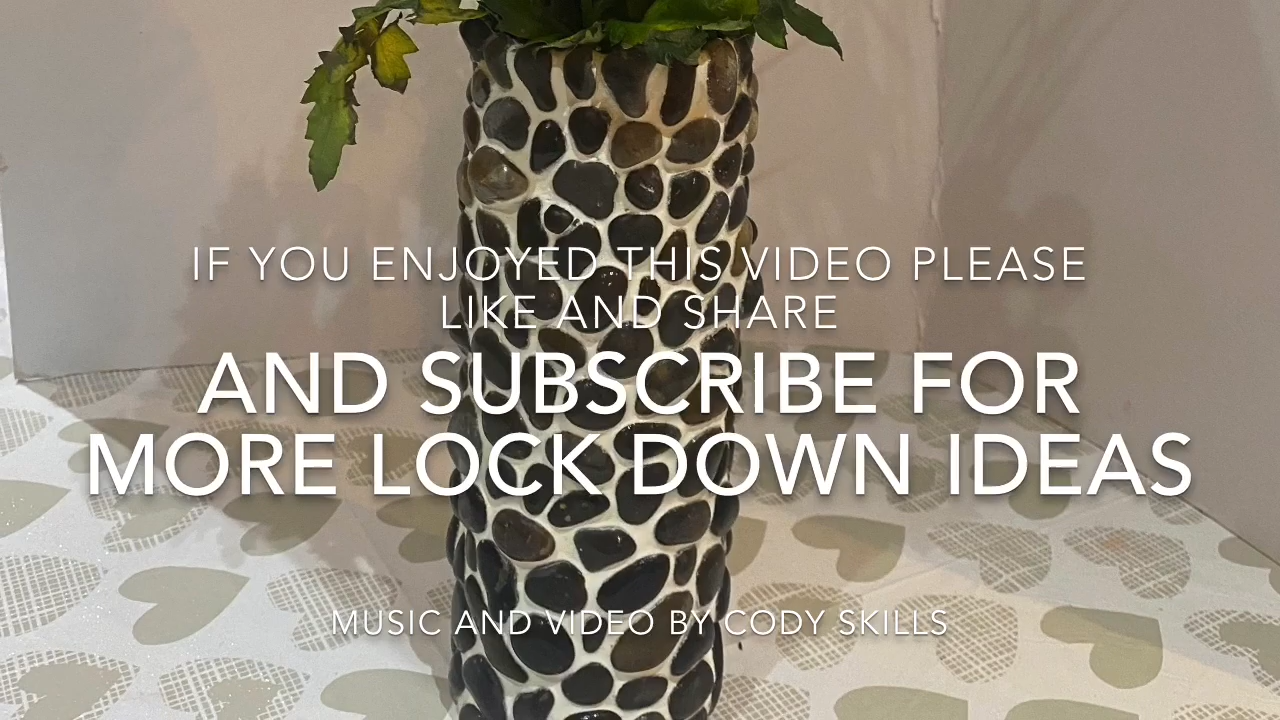 IF YOU ENJOYED THIS VIDEO PLEASE
LIKE AND SHARE
AND SUBSCRIBE FOR
MORE LOCK DOWN IDEAS
MUSIC AND VIDEO BY CODY SKILLS